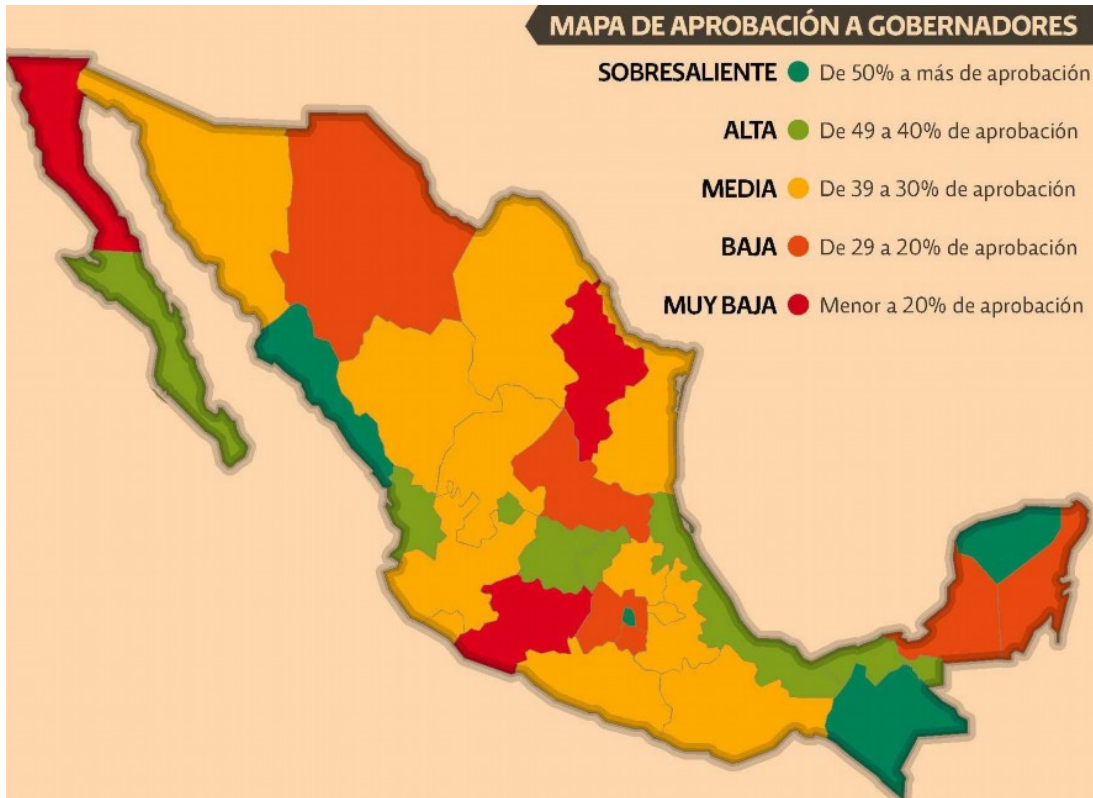 MAPA DE APROBACIÓN A GOBERNADORES
SOBRESALIENTE De 50% a más de aprobación
ALTA De 49 a 40% de aprobación
MEDIA De 39 a 30% de aprobación
BAJA De 29 a 20% de aprobación
MUY BAJA Menor a 20% de aprobación